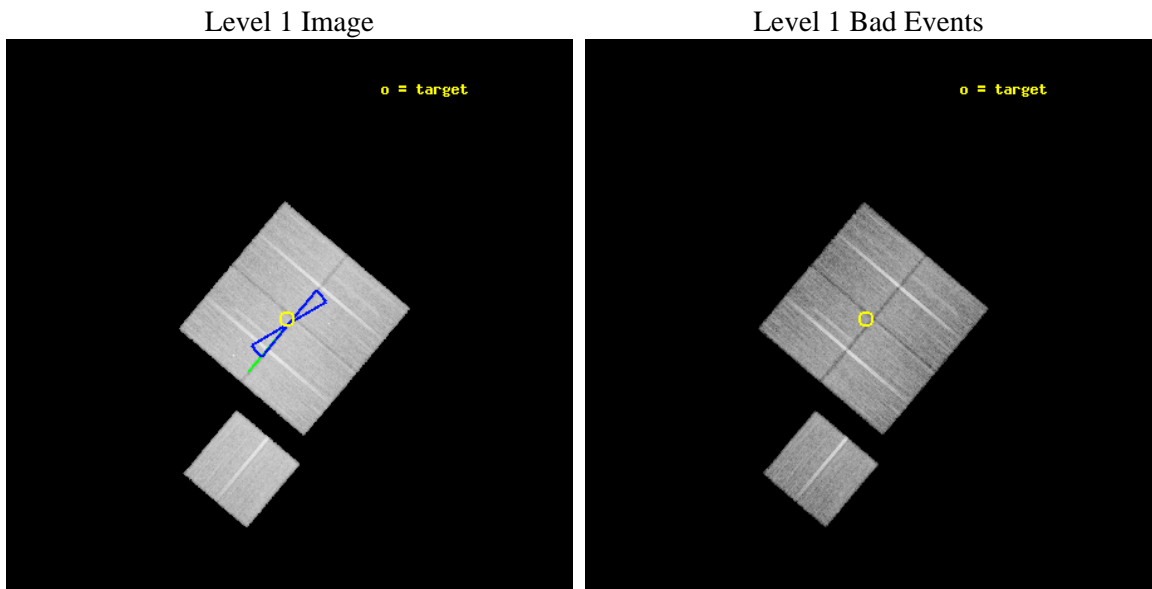 Level 1 Image
Level 1 Bad Events
o = target
o = target